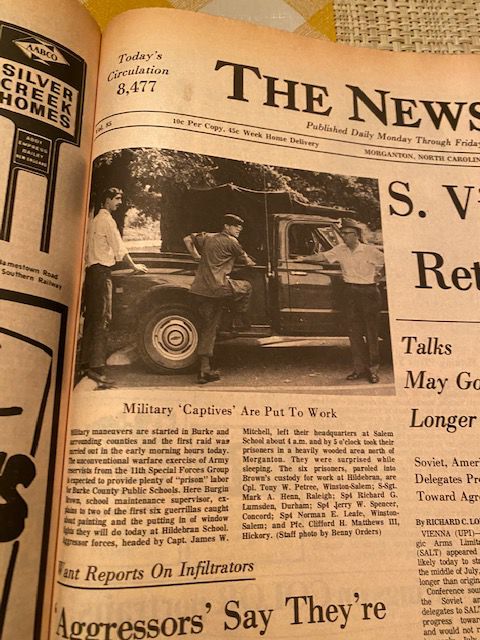 AABCO
SILVER
CREEK
HOMES
Jamestown Road
Southern Railway
Today's
Circulation
8,477
THE NEWS
Published Daily Monday Through Friday
Vol. 85
10c Per Copy, 45c Week Home Delivery
MORGANTON, NORTH CAROLIN
S. V
Ret
Talks
May Go
Longer
Military 'Captives' Are Put To Work
Military maneuvers are started in Burke and
surrounding counties and the first raid was
carried out in the early morning hours today.
The unconventional warfare exercise of Army
reservists from the 11th Special Forces Group
is expected to provide plenty of "prison" labor
for Burke County Public Schools. Here Burgin
Brown, school maintenance supervisor, ex-
plains to two of the first six guerrillas caught
about painting and the putting in of window
lights they will do today at Hildebran School.
Aggressor forces, headed by Capt. James W.
Mitchell, left their headquarters at Salem
School about 4 a.m. and by 5 o'clock took their
prisoners in a heavily wooded area north of
Morganton. They were surprised while
sleeping. The six prisoners, paroled into
Brown's custody for work at Hildebran, are
Cpl. Tony W. Petree, Winston-Salem; S-Sgt.
Mark A. Henn, Raleigh; Spt Richard G.
Lumsden, Durham; Spt Jerry W. Spencer,
Concord; Spt Norman E. Leafe, Winston-
Salem; and Pfc. Clifford H. Matthews III,
Hickory. (Staff photo by Benny Orders)
Want Reports On Infiltrators
'Aggressors' Say They're
Soviet, Amer
Delegates Pre
Toward Agre
By RICHARD C. LO
VIENNA (UPI)—
gic Arms Limita
(SALT) appeared
likely today to str
the middle of July,
longer than origin
Conference sour
the Soviet an
delegates to SALT
progress towar
and would not r